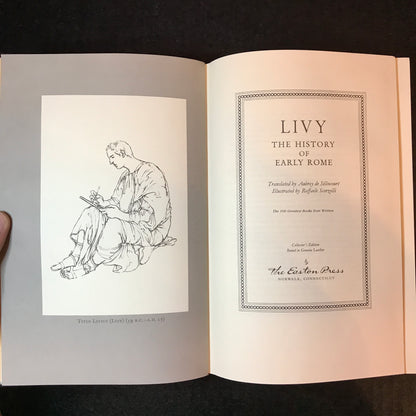 TITUS LIVIUS (LIVY) (59 B.C.–A.D. 17)
LIVY
THE HISTORY
OF
EARLY ROME
Translated by Aubrey de Sélincourt
Illustrated by Raffaele Scorzelli
The 100 Greatest Books Ever Written
Collector's Edition
Bound in Genuine Leather
The Easton Press
NORWALK, CONNECTICUT